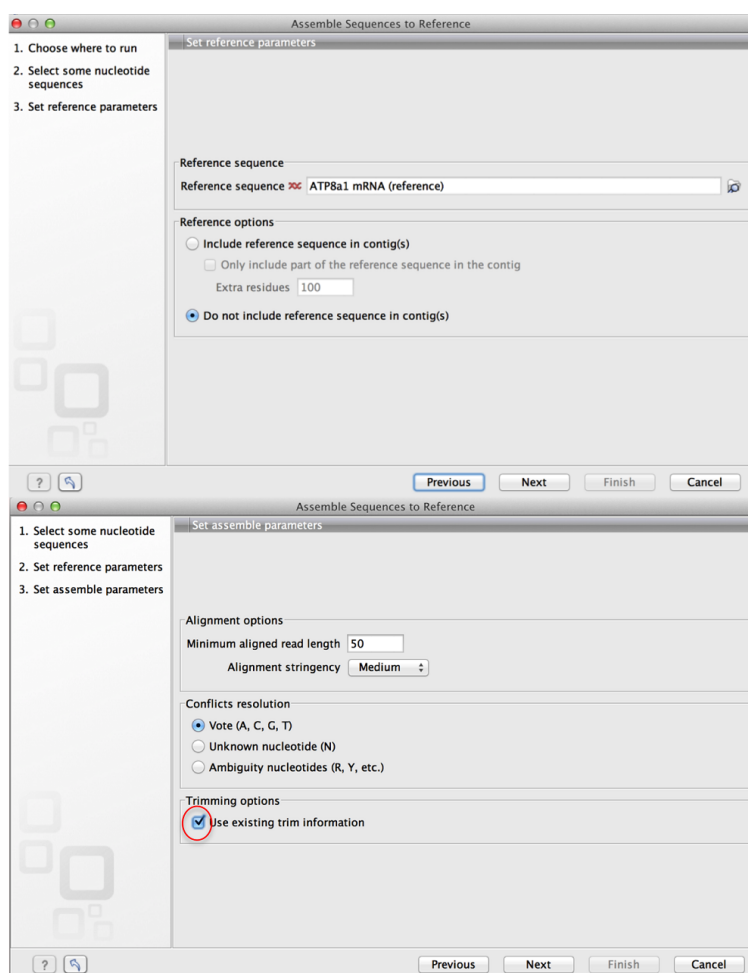 Assemble Sequences to Reference
1. Choose where to run
2. Select some nucleotide
sequences
3. Set reference parameters
Set reference parameters
Reference sequence
Reference sequence ATP8a1 mRNA (reference)
Reference options
Include reference sequence in contig(s)
Only include part of the reference sequence in the contig
Extra residues 100
Do not include reference sequence in contig(s)
? Previous Next Finish Cancel
Assemble Sequences to Reference
1. Select some nucleotide
sequences
2. Set reference parameters
3. Set assemble parameters
Set assemble parameters
Alignment options
Minimum aligned read length 50
Alignment stringency Medium
Conflicts resolution
Vote (A, C, G, T)
Unknown nucleotide (N)
Ambiguity nucleotides (R, Y, etc.)
Trimming options
Use existing trim information
? Previous Next Finish Cancel